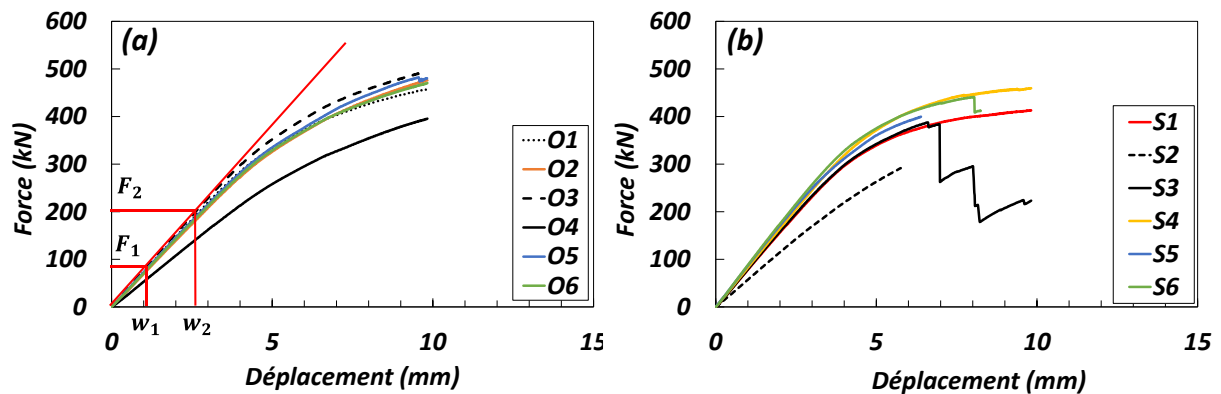 (a)
Force (kN)
600
500
400
300
200
100
0
F₂
F₁
w₁ w₂
0 5 10 15
Déplacement (mm)
O1
O2
O3
O4
O5
O6
(b)
Force (kN)
600
500
400
300
200
100
0
0 5 10 15
Déplacement (mm)
S1
S2
S3
S4
S5
S6